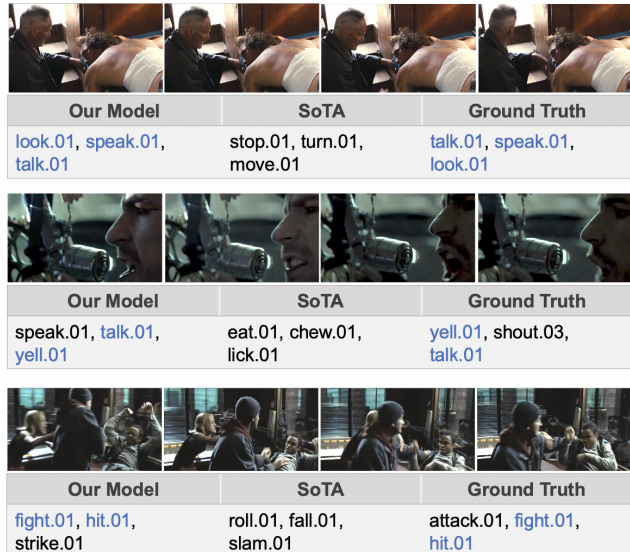 Our Model SoTA Ground Truth
look.01, speak.01, stop.01, turn.01, talk.01, speak.01,
talk.01 move.01 look.01
Our Model SoTA Ground Truth
speak.01, talk.01, eat.01, chew.01, yell.01, shout.03,
yell.01 lick.01 talk.01
Our Model SoTA Ground Truth
fight.01, hit.01, roll.01, fall.01, attack.01, fight.01,
strike.01 slam.01 hit.01